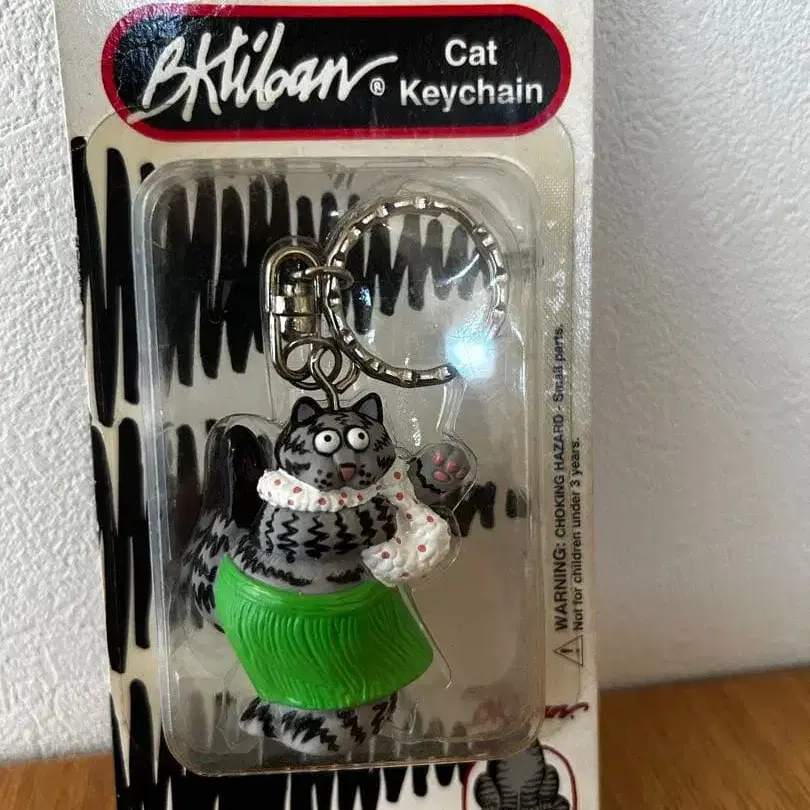 BKliban® Cat
Keychain
WARNING: CHOKING HAZARD - Small parts.
Not for children under 3 years.